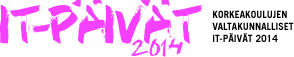 IT-PÄIVÄT
2014
KORKEAKOULUJEN
VALTAKUNNALLISET
IT-PÄIVÄT 2014